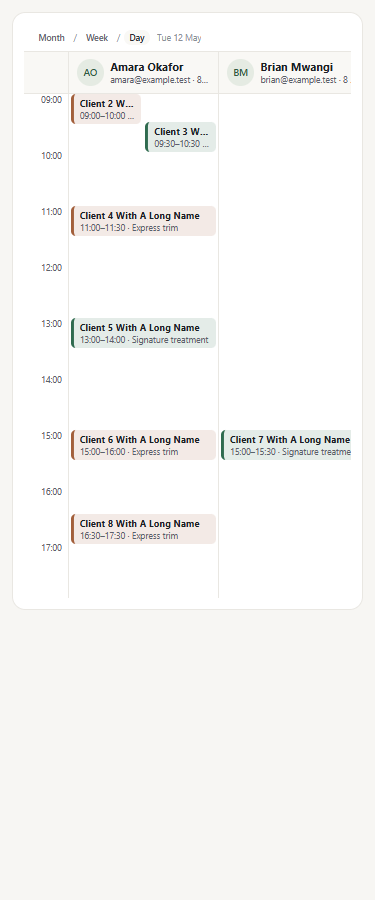 Month / Week / Day Tue 12 May
AO Amara Okafor
amara@example.test · 8...
BM Brian Mwangi
brian@example.test · 8
09:00
Client 2 W...
09:00–10:00 ...
Client 3 W...
09:30–10:30 ...
10:00
11:00
Client 4 With A Long Name
11:00–11:30 · Express trim
12:00
13:00
Client 5 With A Long Name
13:00–14:00 · Signature treatment
14:00
15:00
Client 6 With A Long Name
15:00–16:00 · Express trim
Client 7 With A Long Name
15:00–15:30 · Signature treatme
16:00
Client 8 With A Long Name
16:30–17:30 · Express trim
17:00